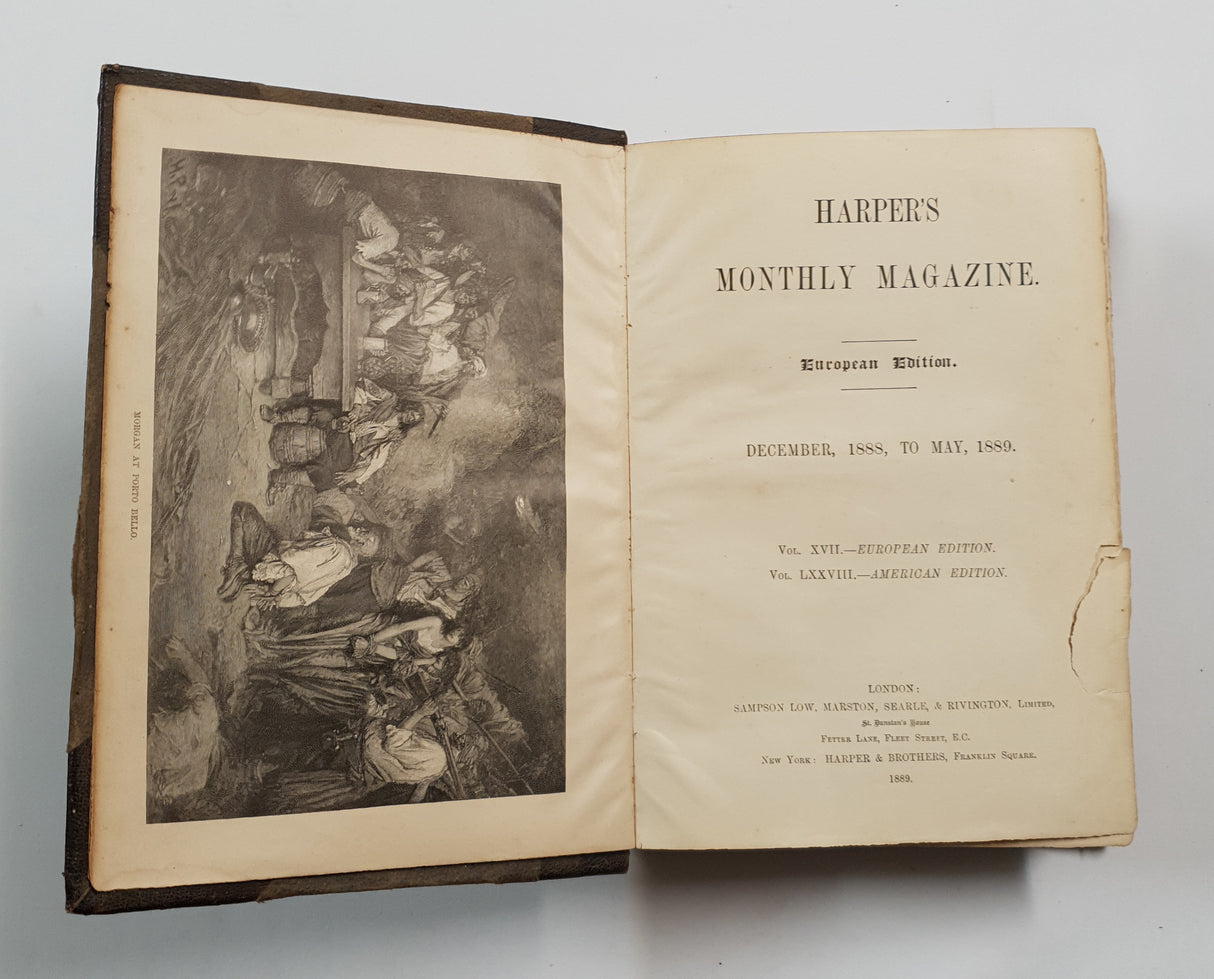 MORGAN AT PORTO BELLO.
HARPER'S
MONTHLY MAGAZINE.
European Edition.
DECEMBER, 1888, TO MAY, 1889.
VOL. XVII.—EUROPEAN EDITION.
VOL. LXXVIII.—AMERICAN EDITION.
LONDON:
SAMPSON LOW, MARSTON, SEARLE, & RIVINGTON, LIMITED,
St. Dunstan's House
FETTER LANE, FLEET STREET, E.C.
NEW YORK: HARPER & BROTHERS, FRANKLIN SQUARE.
1889.